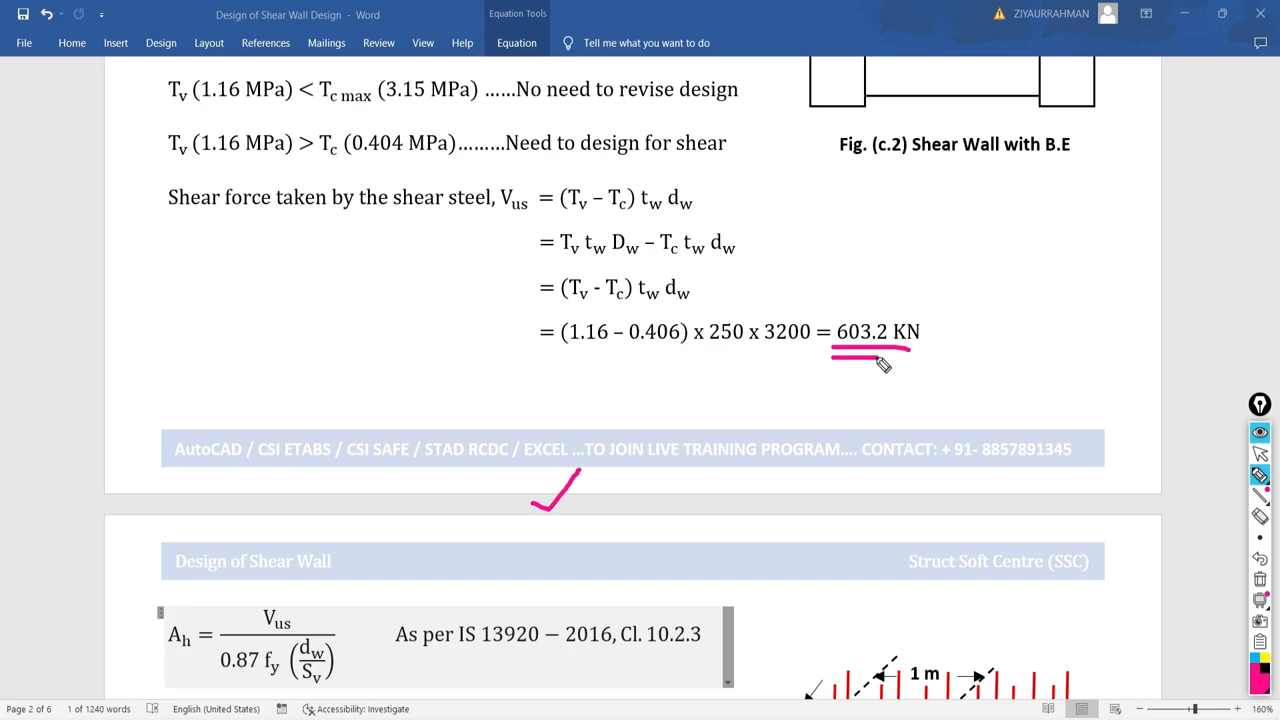 Design of Shear Wall Design - Word
Equation Tools
ZIYAURRAHMAN
File Home Insert Design Layout References Mailings Review View Help Equation Tell me what you want to do
Tv (1.16 MPa) < Tc max (3.15 MPa) ……No need to revise design
Fig. (c.2) Shear Wall with B.E
Tv (1.16 MPa) > Tc (0.404 MPa)………Need to design for shear
Shear force taken by the shear steel, Vus = (Tv – Tc) tw dw
= Tv tw Dw – Tc tw dw
= (Tv - Tc) tw dw
= (1.16 – 0.406) x 250 x 3200 = 603.2 KN
AutoCAD / CSI ETABS / CSI SAFE / STAD RCDC / EXCEL ...TO JOIN LIVE TRAINING PROGRAM.... CONTACT: + 91- 8857891345
Design of Shear Wall Struct Soft Centre (SSC)
Vus
Ah = As per IS 13920 − 2016, Cl. 10.2.3
0.87 fy (dw/Sv)
1 m
Page 2 of 6 1 of 1240 words English (United States) Accessibility: Investigate 160%